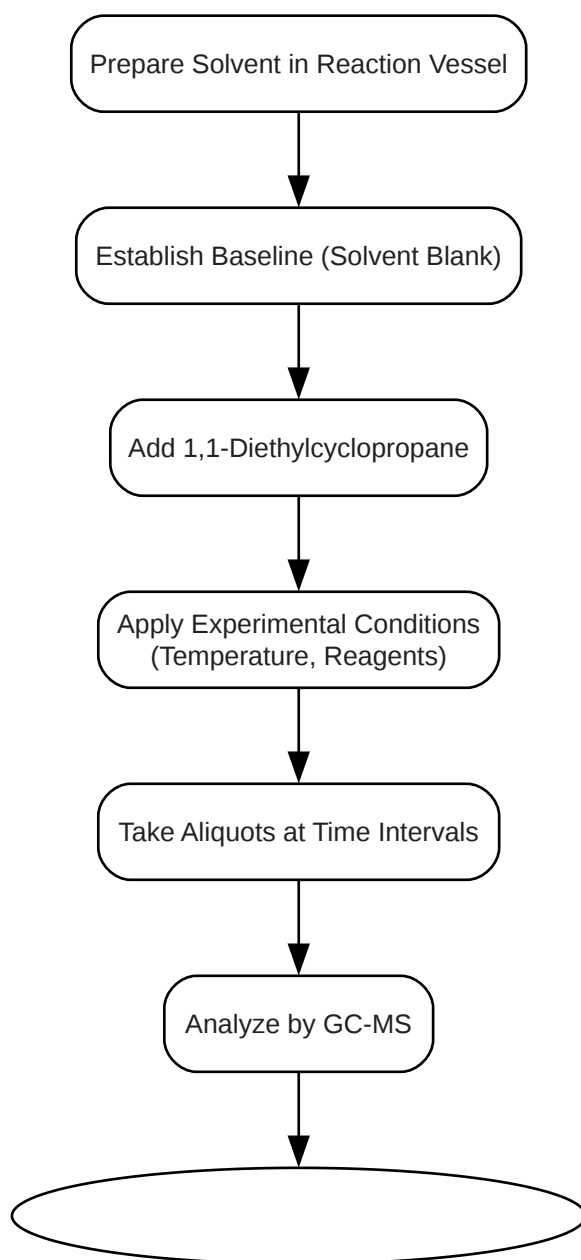 Prepare Solvent in Reaction Vessel
Establish Baseline (Solvent Blank)
Add 1,1-Diethylcyclopropane
Apply Experimental Conditions
(Temperature, Reagents)
Take Aliquots at Time Intervals
Analyze by GC-MS